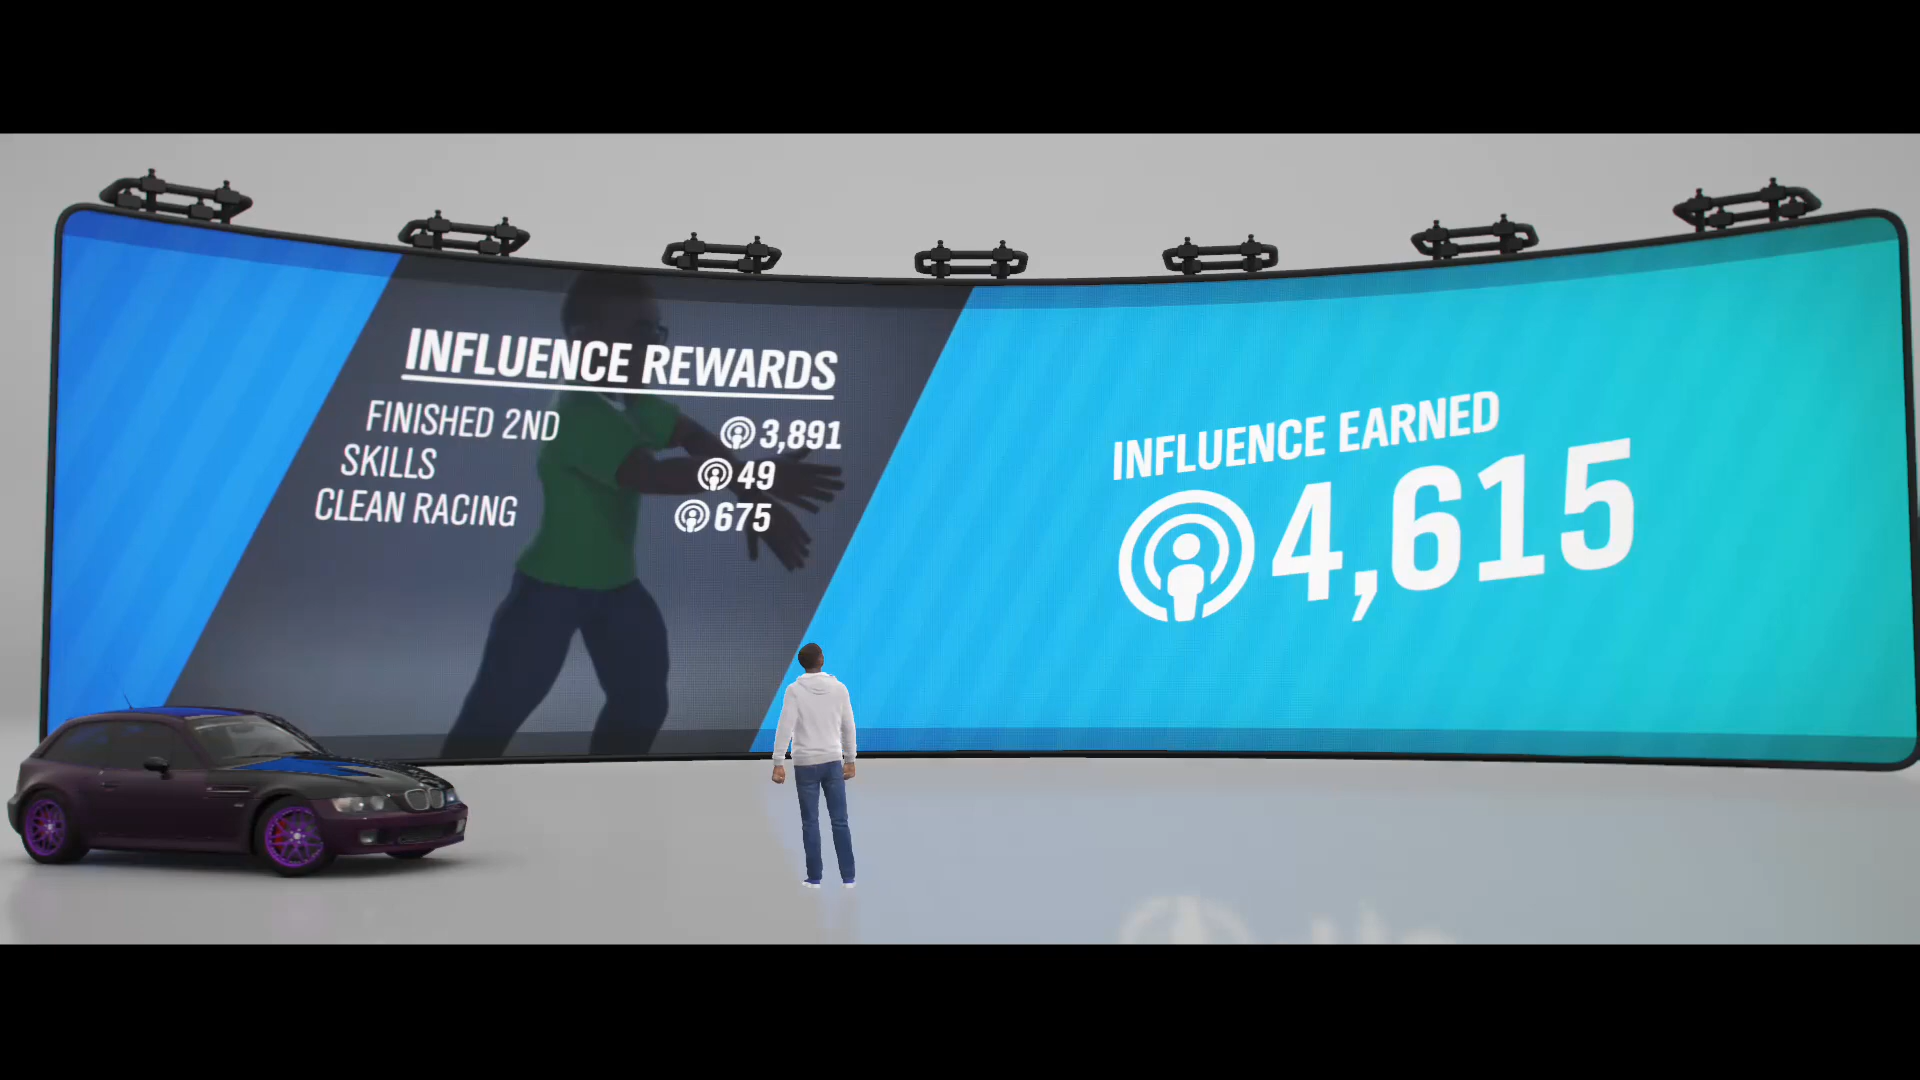 INFLUENCE REWARDS
FINISHED 2ND 3,891
SKILLS 49
CLEAN RACING 675
INFLUENCE EARNED
4,615